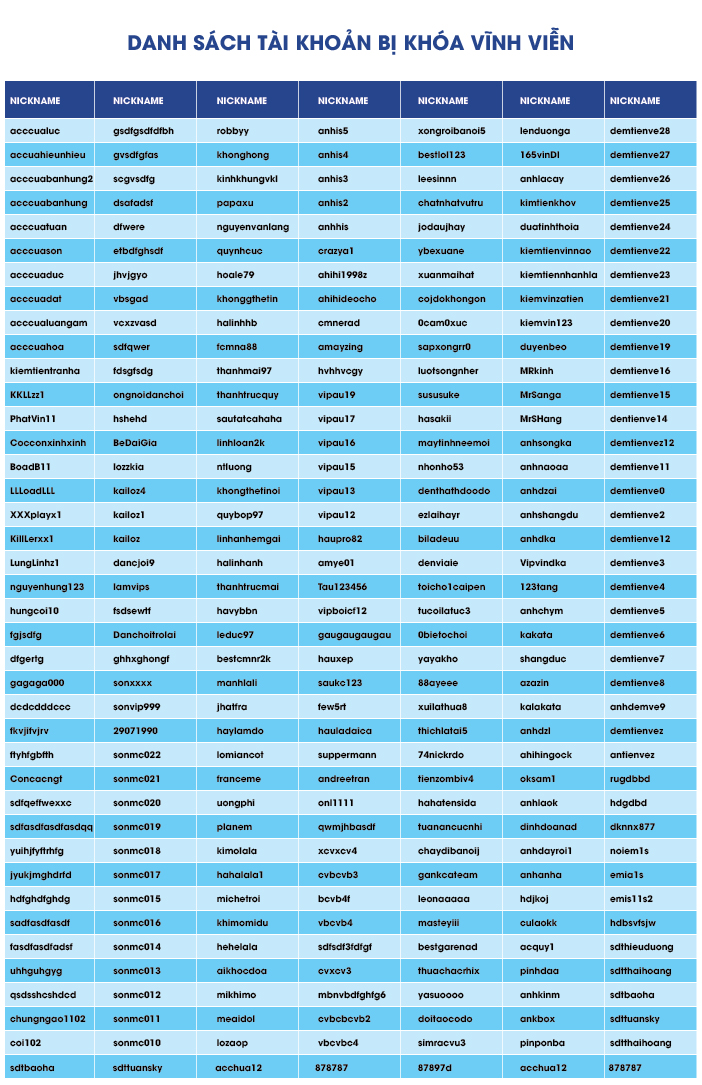 DANH SÁCH TÀI KHOẢN BỊ KHÓA VĨNH VIỄN
NICKNAME NICKNAME NICKNAME NICKNAME NICKNAME NICKNAME NICKNAME
acccualuc gsdfgsdfdfbh robbyy anhis5 xongroibanoi5 lenduonga demtienve28
accuahieunhieu gvsdfgfas khonghong anhis4 bestlol123 165vinDl demtienve27
acccuabanhung2 scgvsdfg kinhkhungvkl anhis3 leesinnn anhlacay demtienve26
acccuabanhung dsafadsf papaxu anhis2 chatnhatvutru kimtienkhov demtienve25
acccuatuan dfwere nguyenvanlang anhhis jodaujhay duatinhthoia demtienve24
acccuason etbdfghsdf quynhcuc crazya1 ybexuane kiemtienvinnao demtienve22
acccuaduc jhvjgyo hoale79 ahihi1998z xuanmaihat kiemtiennhanhla demtienve23
acccuadat vbsgad khonggthetin ahihideocho cojdokhongon kiemvinzatien demtienve21
acccualuangam vcxzvasd halinhhb cmnerad 0cam0xuc kiemvin123 demtienve20
acccuahoa sdfqwer fcmna88 amayzing sapxongrr0 duyenbeo demtienve19
kiemtientranha fdsgfsdg thanhmai97 hvhhvcgy luotsongnher MRkinh demtienve16
KKLLzz1 ongnoidanchoi thanhtrucquy vipau19 sususuke MrSanga demtienve15
PhatVin11 hshehd sautatcahaha vipau17 hasakii MrSHang dentienve14
Cocconxinhxinh BeDaiGia linhloan2k vipau16 maytinhneemoi anhsongka demtienvez12
BoadB11 lozzkia ntluong vipau15 nhonho53 anhnaoaa demtienve11
LLLoadLLL kailoz4 khongthetinoi vipau13 denthathdoodo anhdzai demtienve0
XXXplayx1 kailoz1 quybop97 vipau12 ezlaihayr anhshangdu demtienve2
KillLerxx1 kailoz linhanhemgai haupro82 biladeuu anhdka demtienve12
LungLinhz1 dancjoi9 halinhanh amye01 denviaie Vipvindka demtienve3
nguyenhung123 lamvips thanhtrucmai Tau123456 toicho1caipen 123tang demtienve4
hungcoi10 fsdsewtf havybbn vipboicf12 tucoilatuc3 anhchym demtienve5
fgjsdfg Danchoitrolai leduc97 gaugaugaugau 0bietochoi kakata demtienve6
dfgertg ghhxghongf bestcmnr2k hauxep yayakho shangduc demtienve7
gagaga000 sonxxxx manhlali saukc123 88ayeee azazin demtienve8
dcdcdddccc sonvip999 jhatfra few5rt xuilathua8 kalakata anhdemve9
fkvjifvjrv 29071990 haylamdo hauladaica thichlatai5 anhdzl demtienvez
ftyhfgbfth sonmc022 lomiancot suppermann 74nickrdo ahihingock antienvez
Concacngt sonmc021 franceme andreetran tienzombiv4 oksam1 rugdbbd
sdfqeffwexxc sonmc020 uongphi onl1111 hahatensida anhlaok hdgdbd
sdfasdfasdfasdqq sonmc019 planem qwmjhbasdf tuanancucnhi dinhdoanad dknnx877
yuihjfyftrhfg sonmc018 kimolala xcvxcv4 chaydibanoij anhdayroi1 noiem1s
jyukjmghdrfd sonmc017 hahalala1 cvbcvb3 gankcateam anhanha emia1s
hdfghdfghdg sonmc015 michetroi bcvb4f leonaaaaa hdjkoj emis11s2
sadfasdfasdf sonmc016 khimomidu vbcvb4 masteyiii culaokk hdbsvfsjw
fasdfasdfadsf sonmc014 hehelala sdfsdf3fdfgf bestgarenad acquy1 sdthieuduong
uhhguhgyg sonmc013 aikhocdoa cvxcv3 thuachacrhix pinhdaa sdtthaihoang
qsdsshcshdcd sonmc012 mikhimo mbnvbdfghfg6 yasuoooo anhkinm sdtbaoha
chungngao1102 sonmc011 meaidol cvbcbcvb2 doitaocodo ankbox sdttuansky
coi102 sonmc010 lozaop vbcvbc4 simracvu3 pinponba sdtthaihoang
sdtbaoha sdttuansky acchua12 878787 87897d acchua12 878787